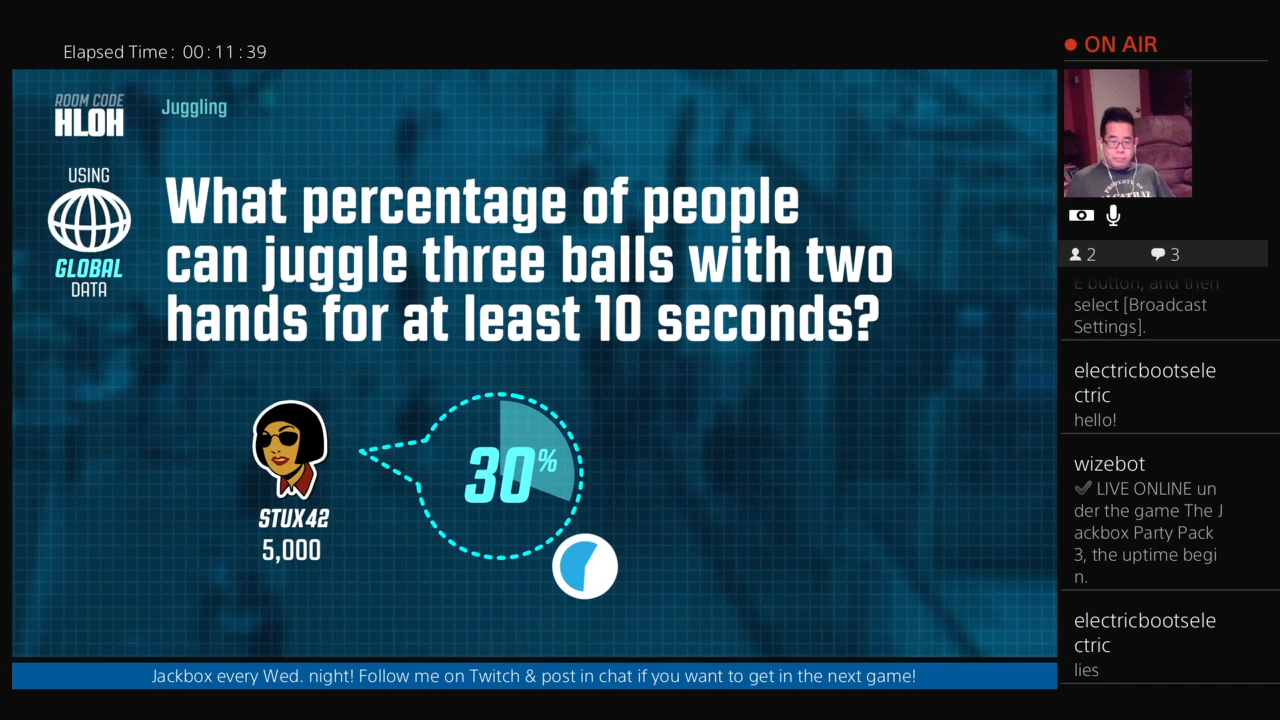 Elapsed Time: 00:11:39
ON AIR
ROOM CODE
HLOH
Juggling
USING
GLOBAL
DATA
What percentage of people
can juggle three balls with two
hands for at least 10 seconds?
30%
STUX42
5,000
2
3
E button, and then
select [Broadcast
Settings].
electricbootsele
ctric
hello!
wizebot
LIVE ONLINE un
der the game The J
ackbox Party Pack
3, the uptime begi
n.
electricbootsele
ctric
lies
Jackbox every Wed. night! Follow me on Twitch & post in chat if you want to get in the next game!